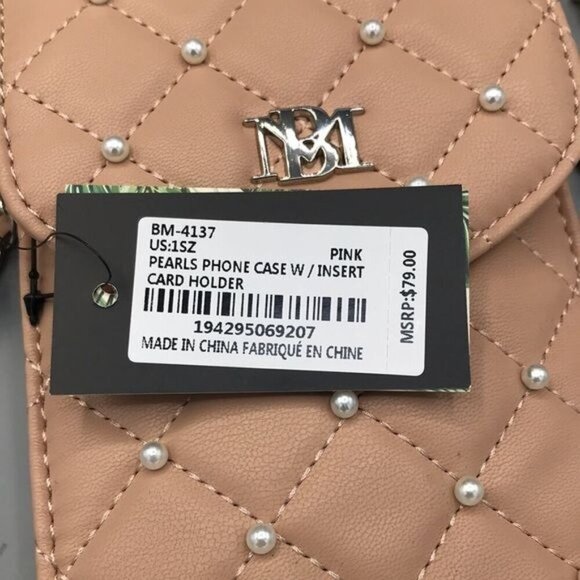 BM
BM-4137
US:1SZ PINK
PEARLS PHONE CASE W / INSERT
CARD HOLDER
194295069207
MADE IN CHINA FABRIQUÉ EN CHINE
MSRP:$79.00